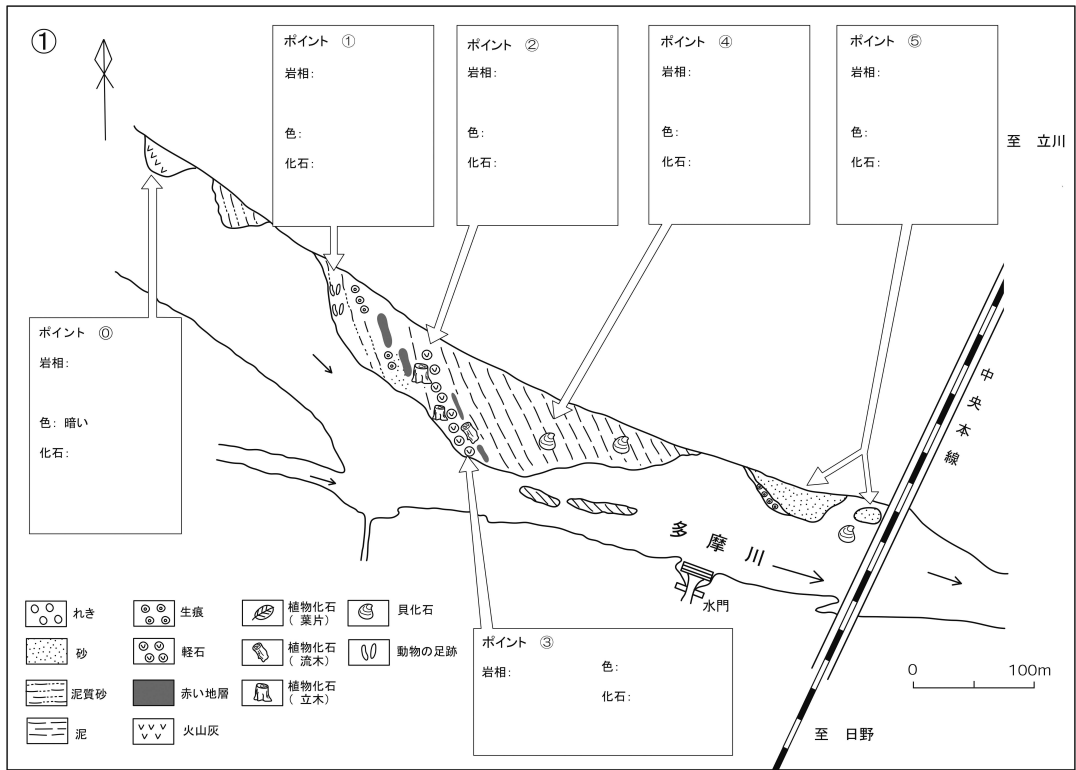 ①
ポイント ①
岩相：
色：
化石：
ポイント ②
岩相：
色：
化石：
ポイント ④
岩相：
色：
化石：
ポイント ⑤
岩相：
色：
化石：
至 立川
ポイント ⓪
岩相：
色：暗い
化石：
中央本線
多摩川
水門
ポイント ③
岩相：
色：
化石：
れき
砂
泥質砂
泥
生痕
軽石
赤い地層
火山灰
植物化石
（葉片）
植物化石
（流木）
植物化石
（立木）
貝化石
動物の足跡
0 100m
至 日野